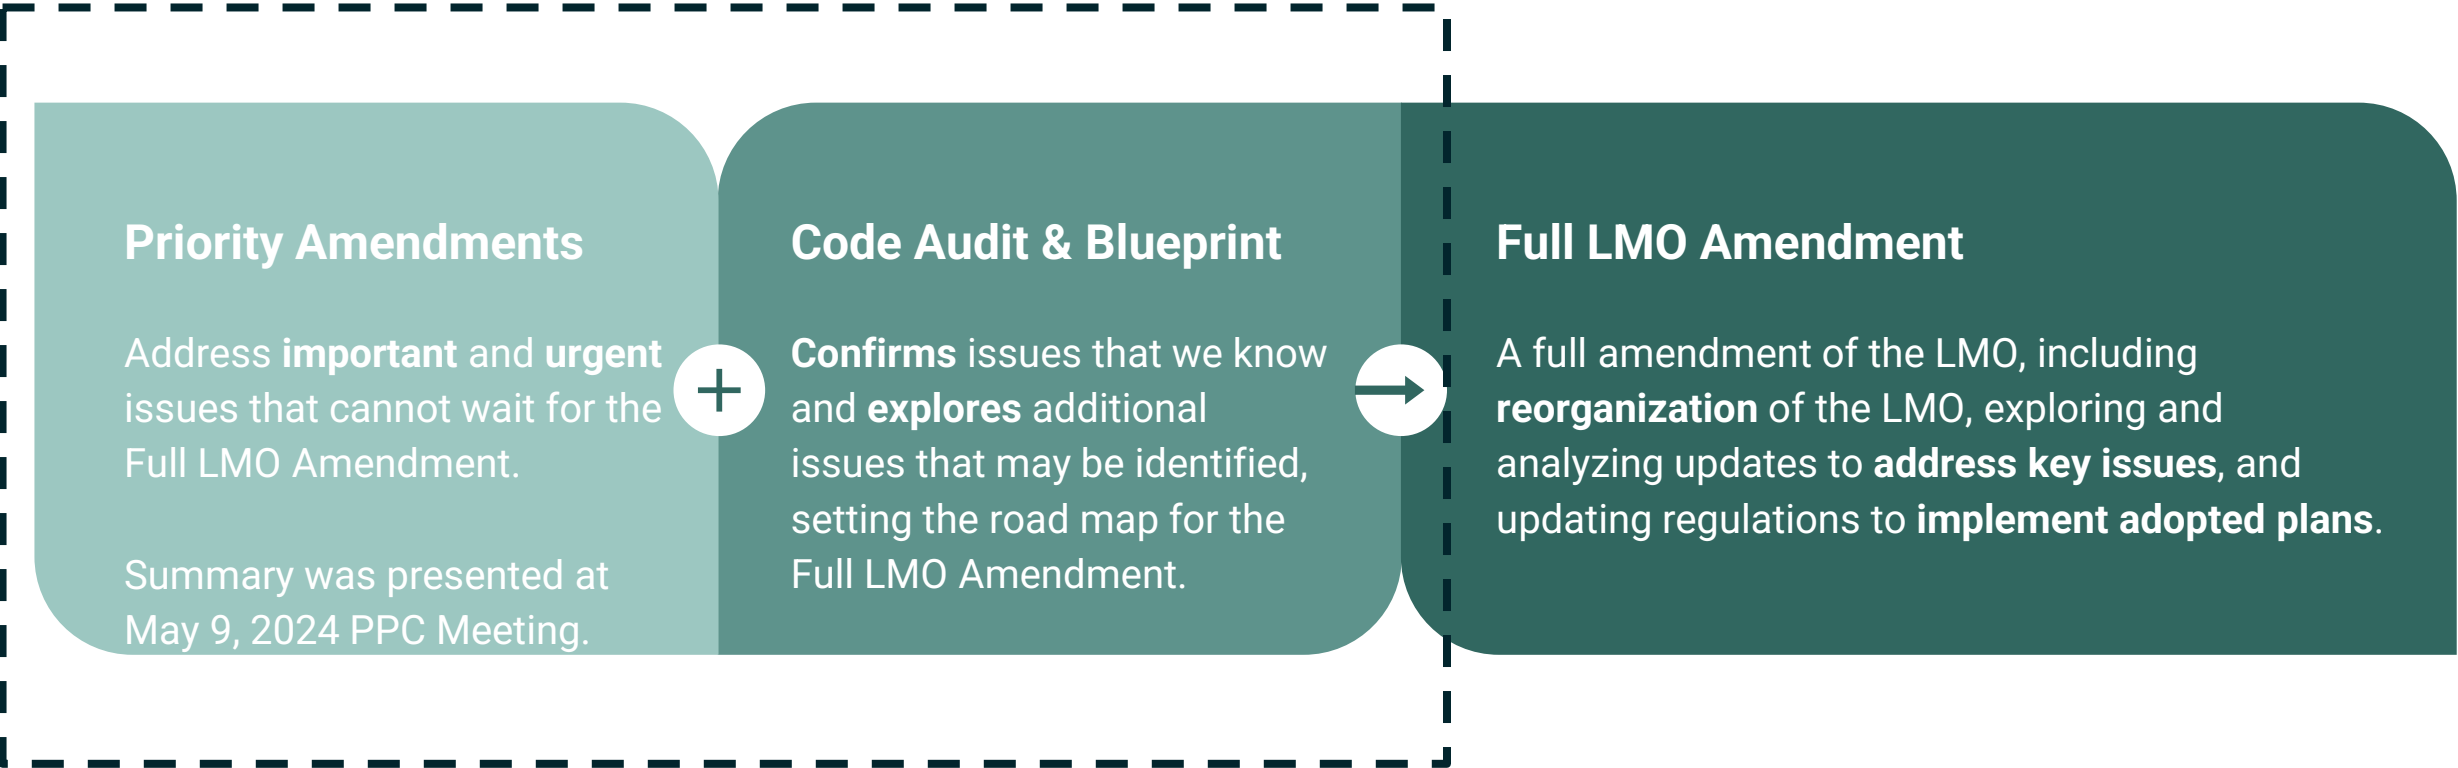 Priority Amendments
Address important and urgent
issues that cannot wait for the
Full LMO Amendment.
Summary was presented at
May 9, 2024 PPC Meeting.
+
Code Audit & Blueprint
Confirms issues that we know
and explores additional
issues that may be identified,
setting the road map for the
Full LMO Amendment.
Full LMO Amendment
A full amendment of the LMO, including
reorganization of the LMO, exploring and
analyzing updates to address key issues, and
updating regulations to implement adopted plans.